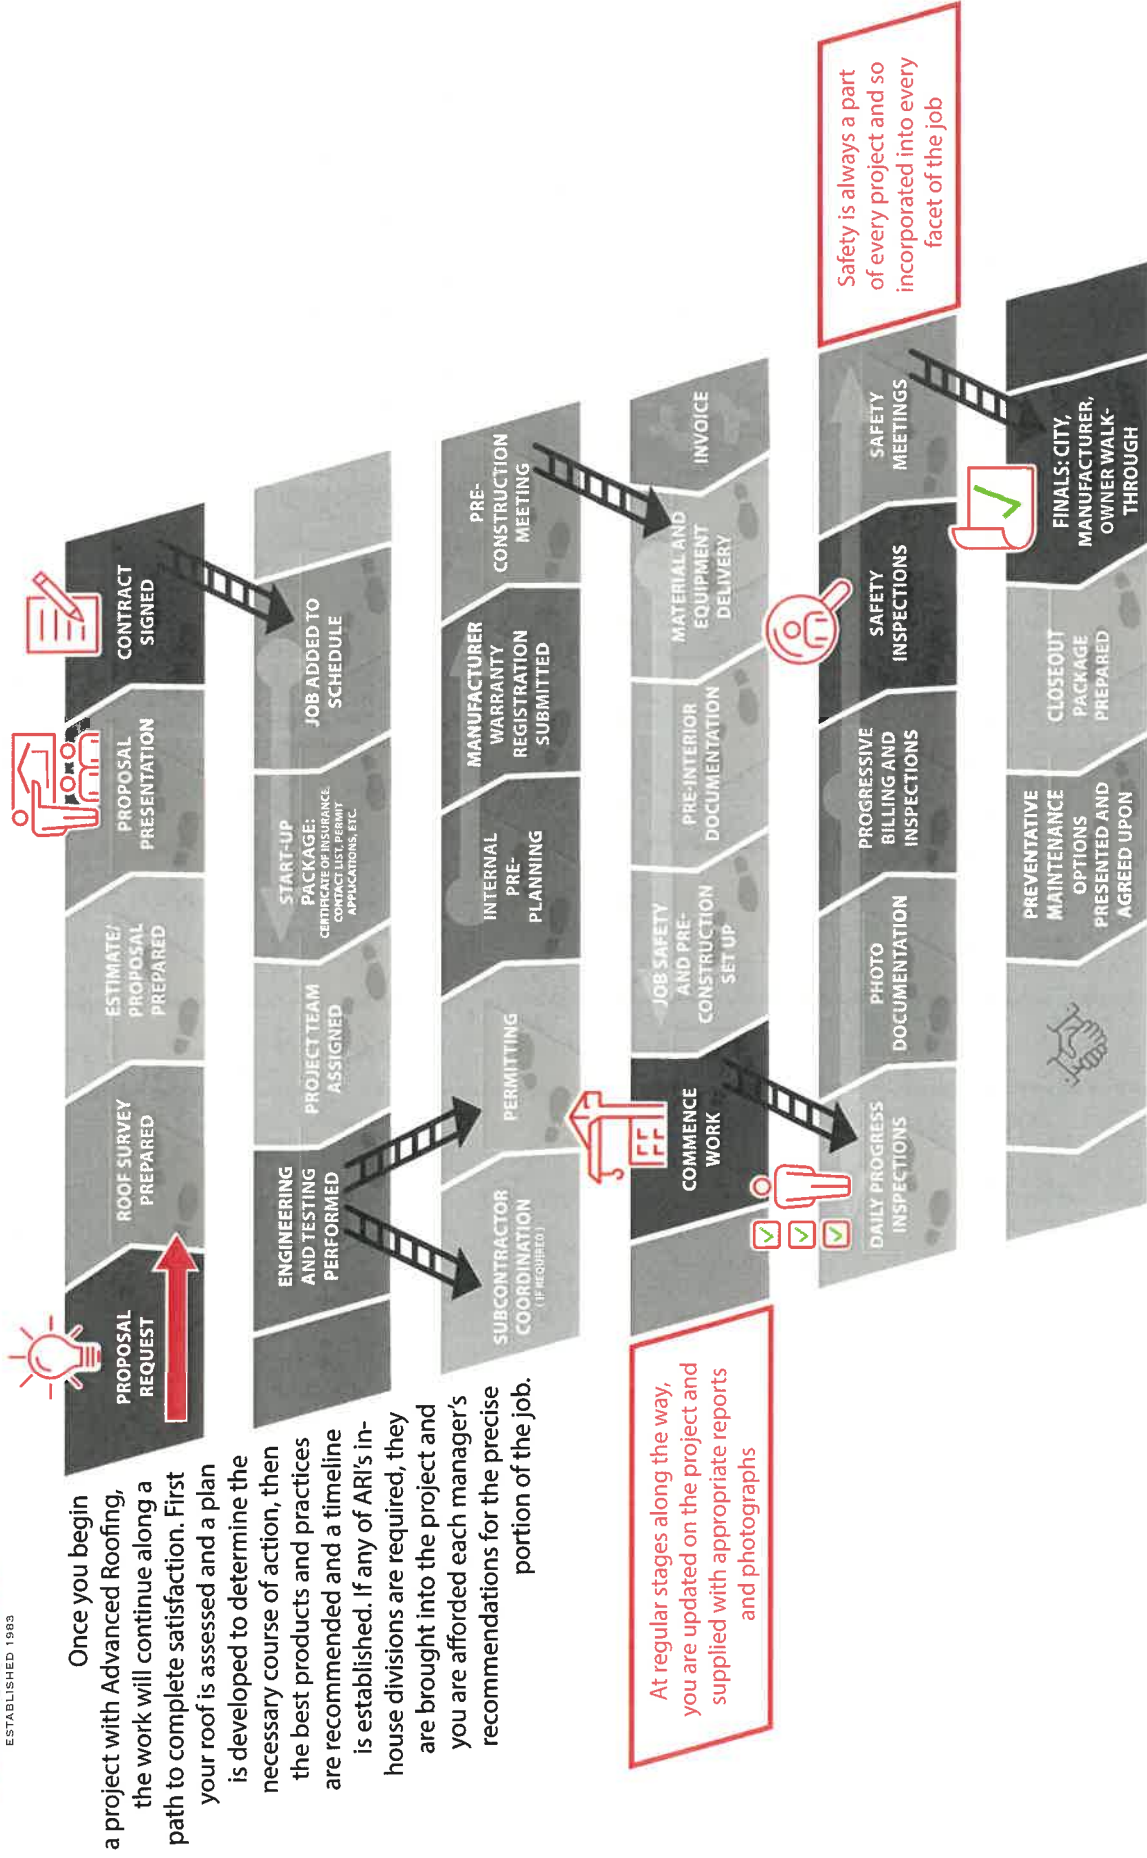 ESTABLISHED 1983
Once you begin
a project with Advanced Roofing,
the work will continue along a
path to complete satisfaction. First
your roof is assessed and a plan
is developed to determine the
necessary course of action, then
the best products and practices
are recommended and a timeline
is established. If any of ARI's in-
house divisions are required, they
are brought into the project and
you are afforded each manager's
recommendations for the precise
portion of the job.
PROPOSAL
REQUEST
ROOF SURVEY
PREPARED
ESTIMATE/
PROPOSAL
PREPARED
PROPOSAL
PRESENTATION
CONTRACT
SIGNED
JOB ADDED TO
SCHEDULE
START-UP
PACKAGE:
CERTIFICATE OF INSURANCE,
CONTACT LIST, PERMIT
APPLICATIONS, ETC.
PROJECT TEAM
ASSIGNED
ENGINEERING
AND TESTING
PERFORMED
SUBCONTRACTOR
COORDINATION
( IF REQUIRED )
PERMITTING
INTERNAL
PRE-
PLANNING
MANUFACTURER
WARRANTY
REGISTRATION
SUBMITTED
PRE-
CONSTRUCTION
MEETING
INVOICE
MATERIAL AND
EQUIPMENT
DELIVERY
PRE-INTERIOR
DOCUMENTATION
JOB SAFETY
AND PRE-
CONSTRUCTION
SET UP
COMMENCE
WORK
At regular stages along the way,
you are updated on the project and
supplied with appropriate reports
and photographs
DAILY PROGRESS
INSPECTIONS
PHOTO
DOCUMENTATION
PROGRESSIVE
BILLING AND
INSPECTIONS
SAFETY
INSPECTIONS
SAFETY
MEETINGS
Safety is always a part
of every project and so
incorporated into every
facet of the job
FINALS: CITY,
MANUFACTURER,
OWNER WALK-
THROUGH
CLOSEOUT
PACKAGE
PREPARED
PREVENTATIVE
MAINTENANCE
OPTIONS
PRESENTED AND
AGREED UPON